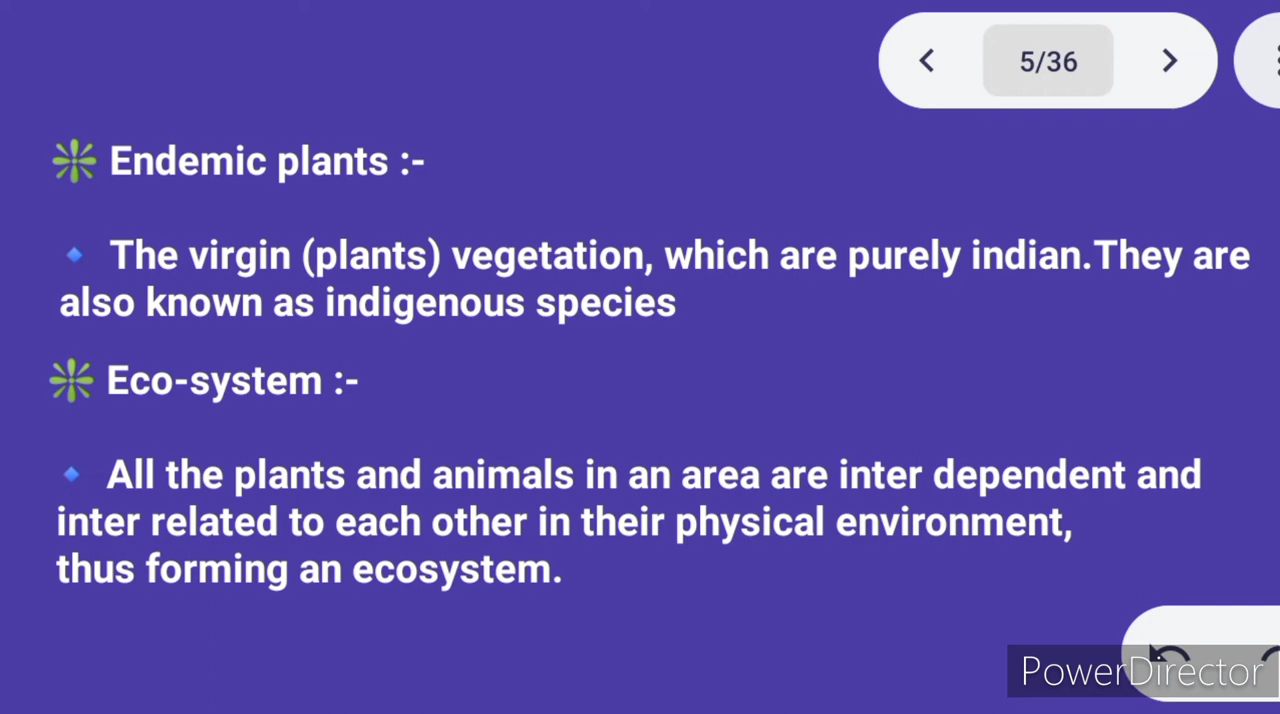 5/36
Endemic plants :-
The virgin (plants) vegetation, which are purely indian.They are
also known as indigenous species
Eco-system :-
All the plants and animals in an area are inter dependent and
inter related to each other in their physical environment,
thus forming an ecosystem.
PowerDirector